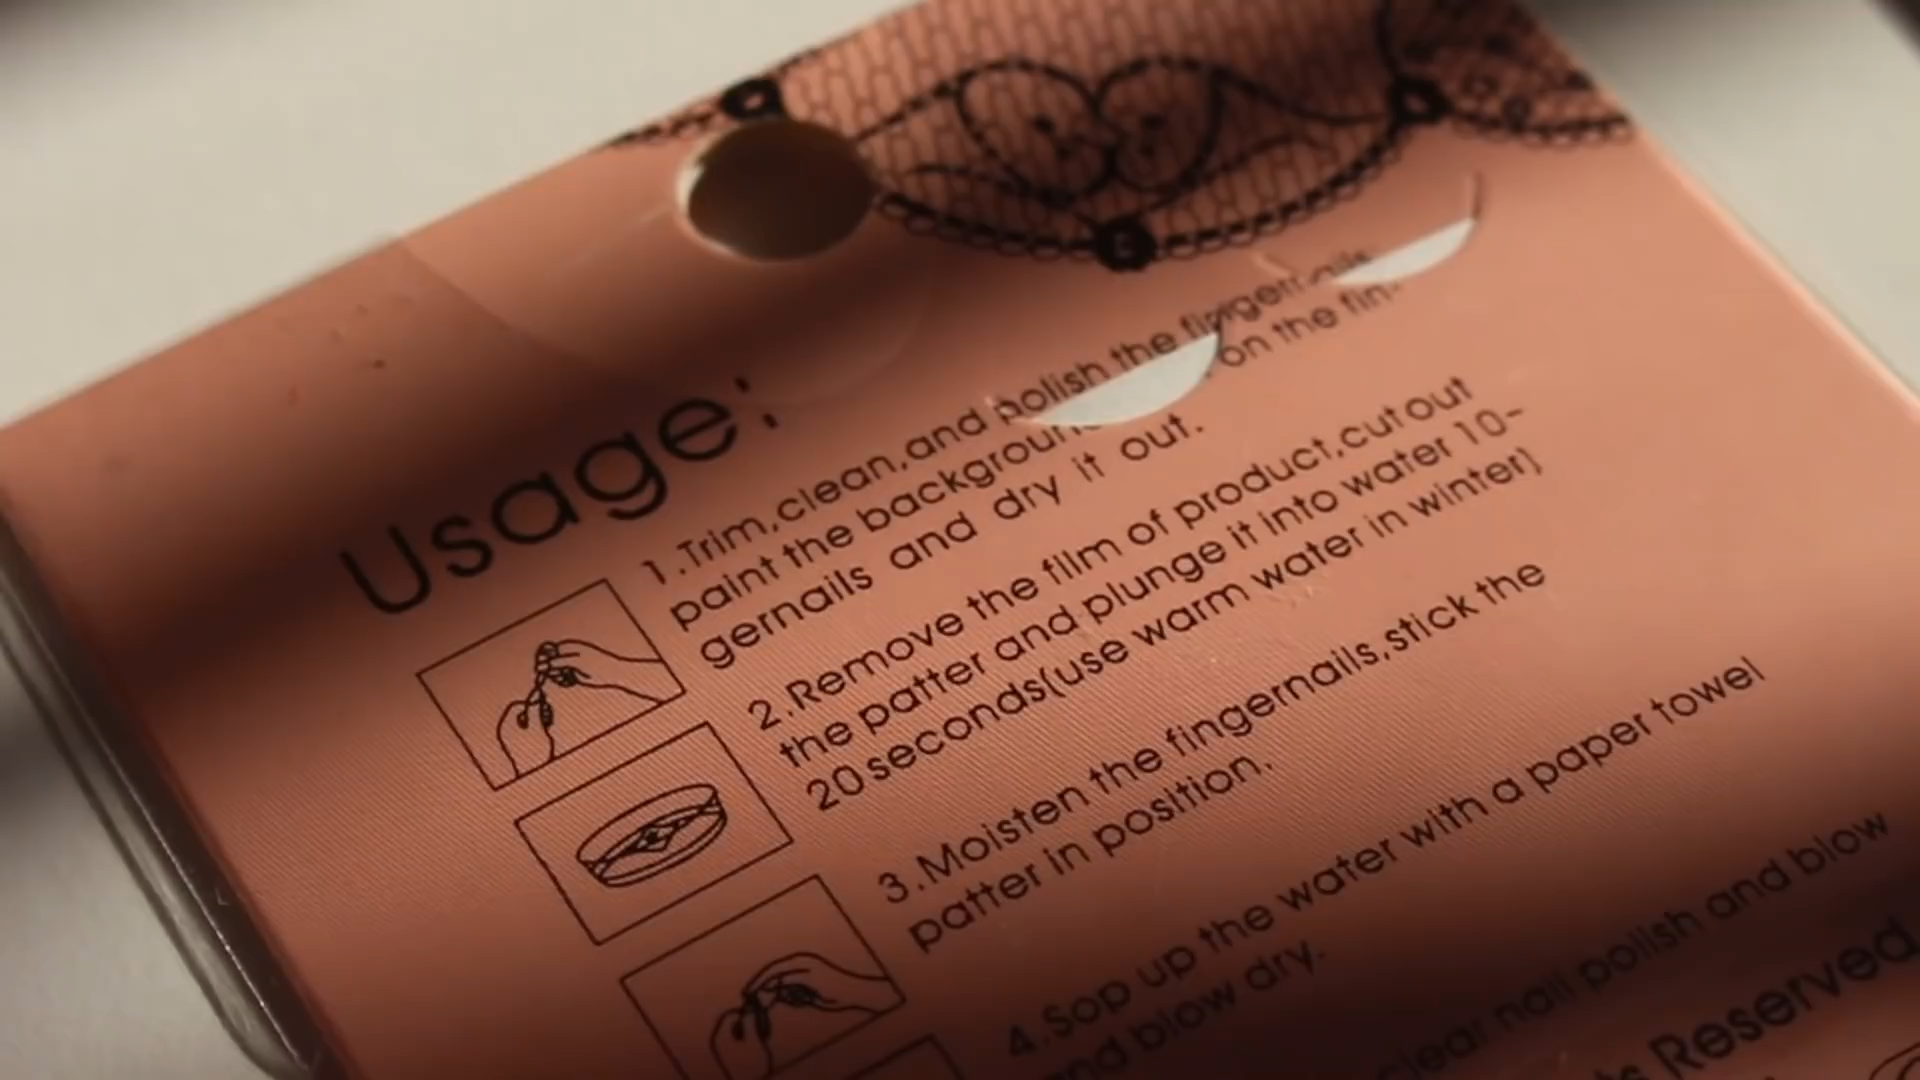 Usage:
1.Trim,clean,and polish the fingernails
paint the background on the fin-
gernails and dry it out.
2.Remove the film of product,cut out
the patter and plunge it into water 10-
20 seconds(use warm water in winter)
3.Moisten the fingernails,stick the
patter in position.
4.Sop up the water with a paper towel
and blow dry.
clear nail polish and blow
Reserved